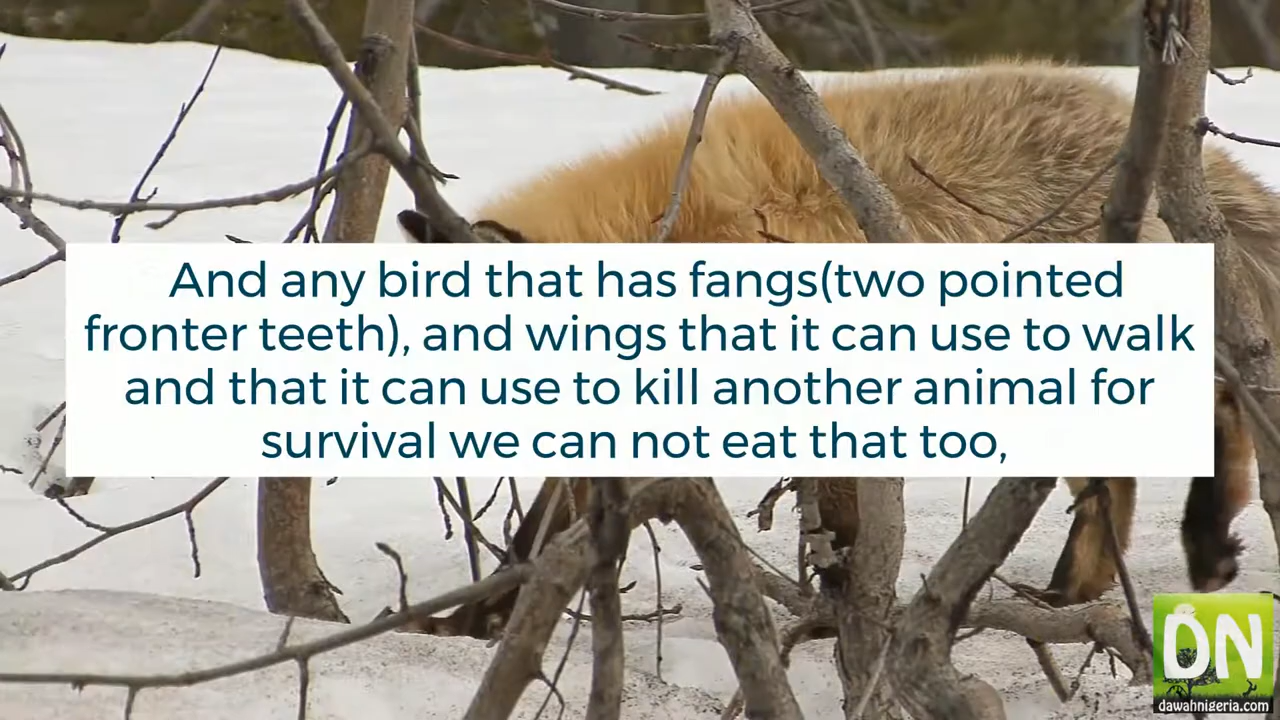 And any bird that has fangs(two pointed
fronter teeth), and wings that it can use to walk
and that it can use to kill another animal for
survival we can not eat that too,
DN
dawahnigeria.com